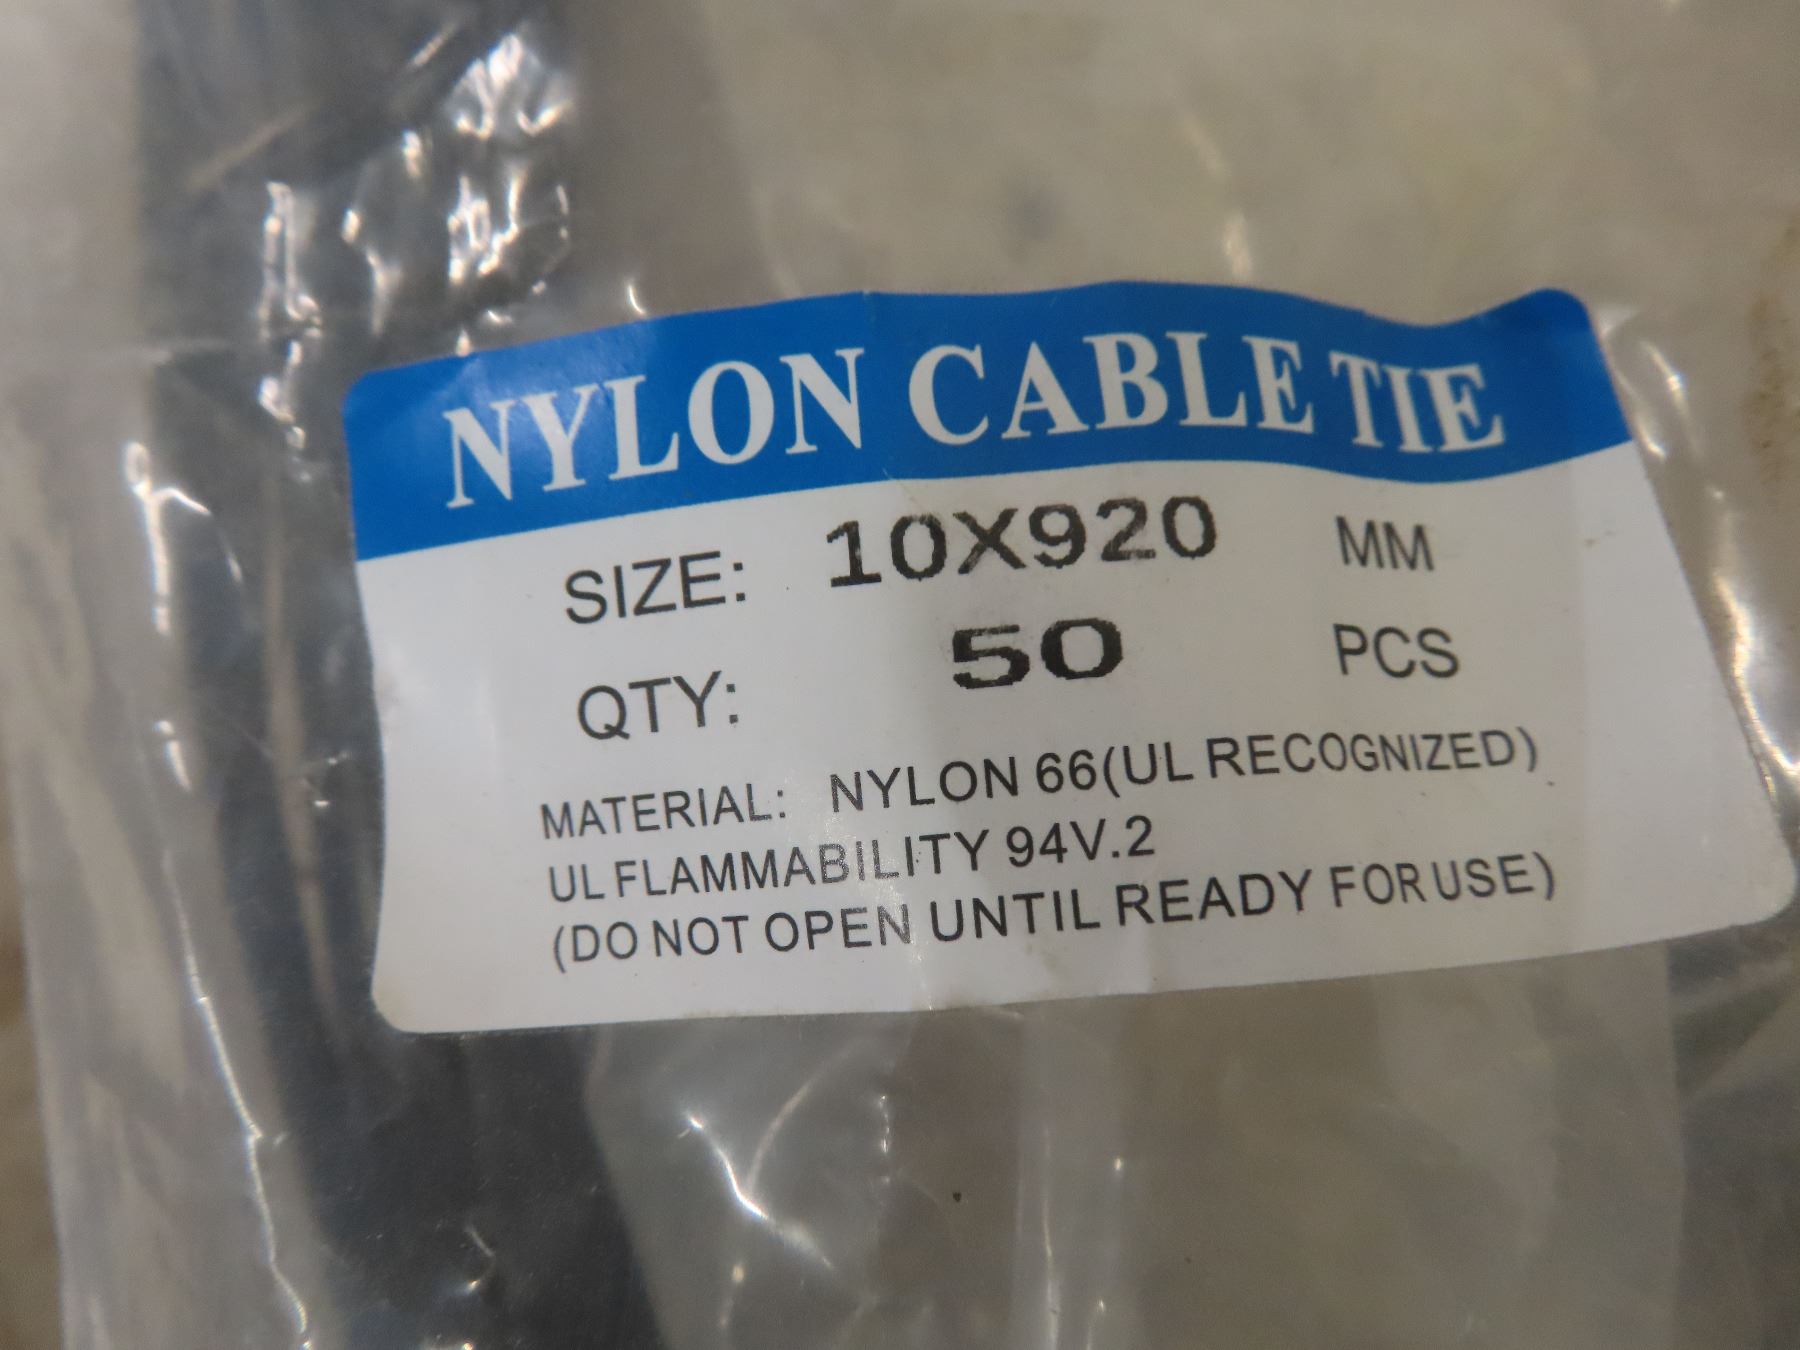 NYLON CABLE TIE
SIZE: 10X920 MM
QTY: 50 PCS
MATERIAL: NYLON 66(UL RECOGNIZED)
UL FLAMMABILITY 94V.2
(DO NOT OPEN UNTIL READY FOR USE)